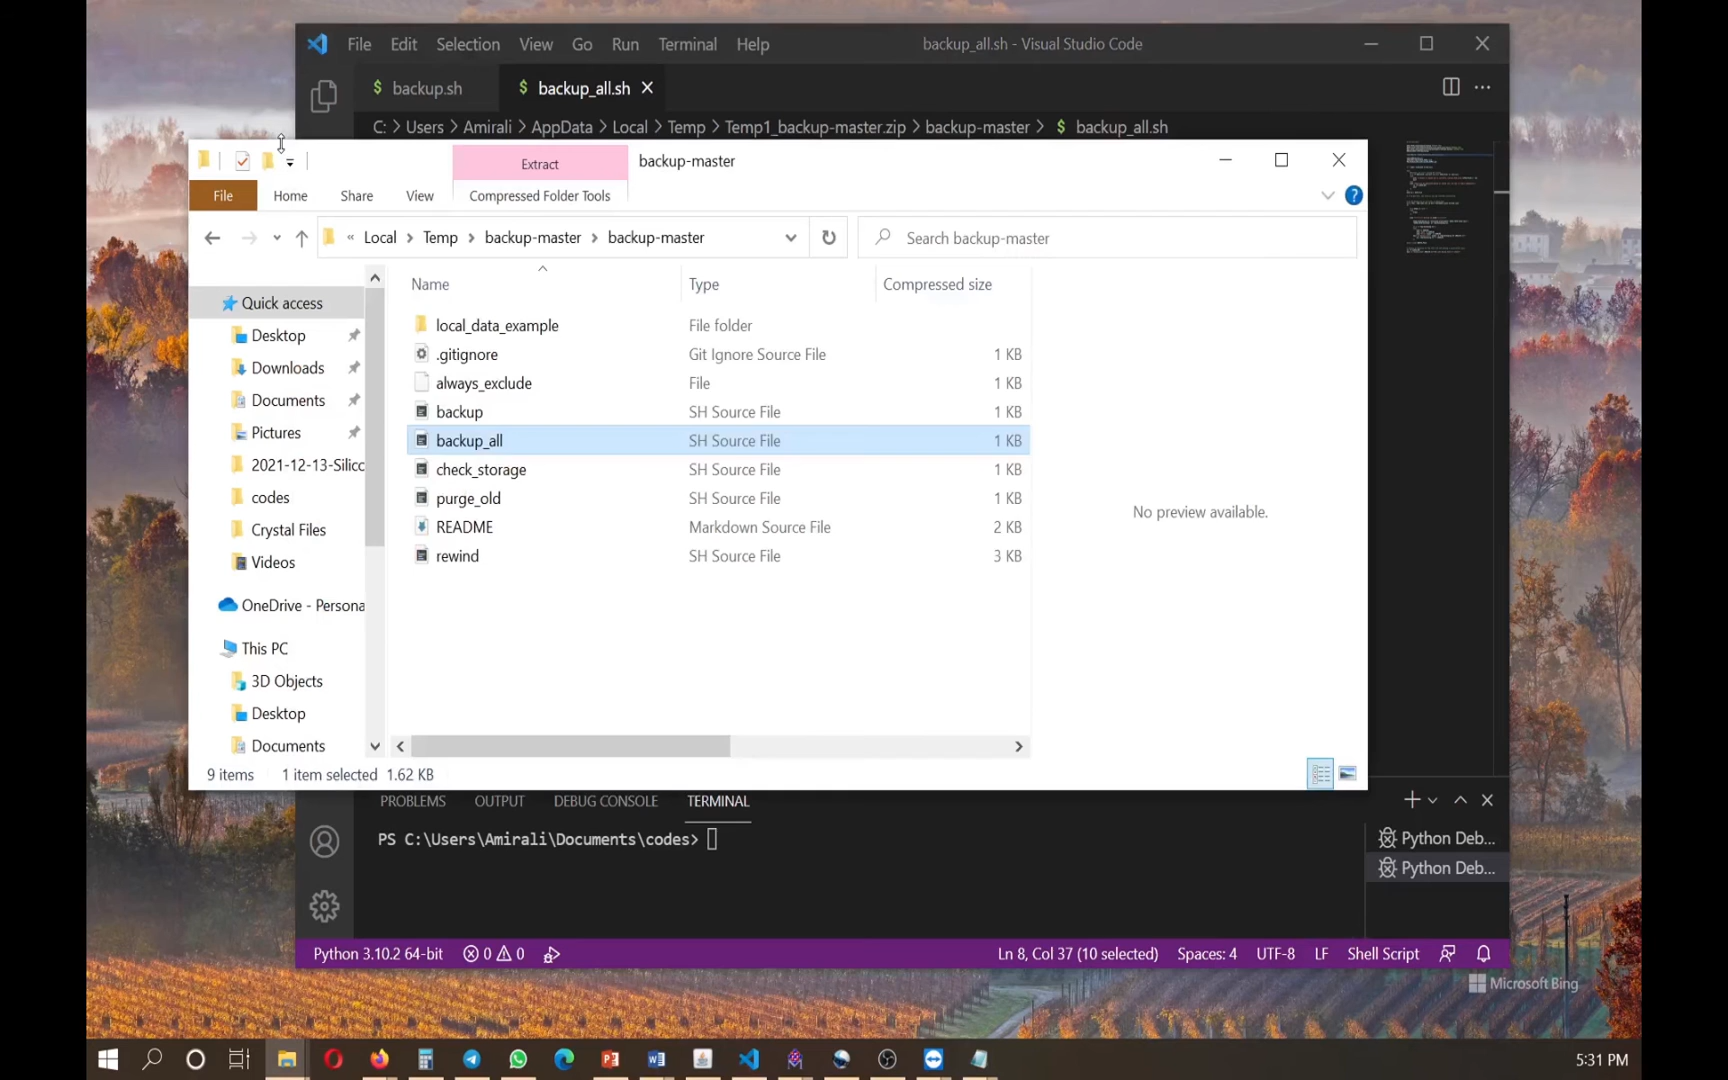 File Edit Selection View Go Run Terminal Help backup_all.sh - Visual Studio Code
$ backup.sh $ backup_all.sh
C: > Users > Amirali > AppData > Local > Temp > Temp1_backup-master.zip > backup-master > $ backup_all.sh
Extract backup-master
File Home Share View Compressed Folder Tools
« Local > Temp > backup-master > backup-master Search backup-master
Name Type Compressed size
Quick access
Desktop
Downloads
Documents
Pictures
2021-12-13-Silicc
codes
Crystal Files
Videos
OneDrive - Persona
This PC
3D Objects
Desktop
Documents
local_data_example File folder
.gitignore Git Ignore Source File 1 KB
always_exclude File 1 KB
backup SH Source File 1 KB
backup_all SH Source File 1 KB
check_storage SH Source File 1 KB
purge_old SH Source File 1 KB
README Markdown Source File 2 KB
rewind SH Source File 3 KB
No preview available.
9 items 1 item selected 1.62 KB
PROBLEMS OUTPUT DEBUG CONSOLE TERMINAL
PS C:\Users\Amirali\Documents\codes>
Python Deb...
Python Deb...
Python 3.10.2 64-bit 0 0 Ln 8, Col 37 (10 selected) Spaces: 4 UTF-8 LF Shell Script
Microsoft Bing
5:31 PM